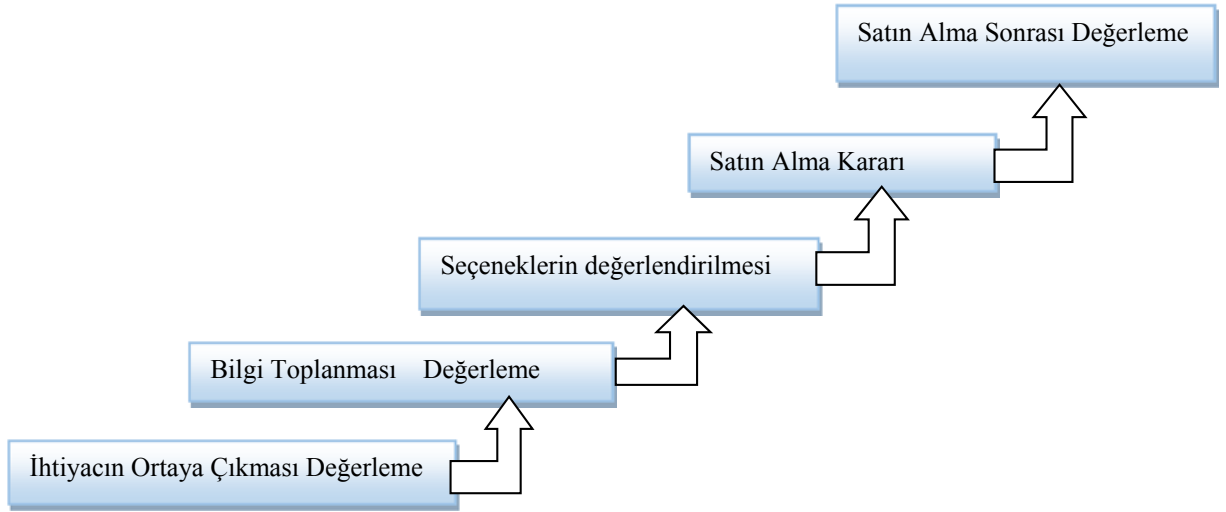 Satın Alma Sonrası Değerleme
Satın Alma Kararı
Seçeneklerin değerlendirilmesi
Bilgi Toplanması Değerleme
İhtiyacın Ortaya Çıkması Değerleme